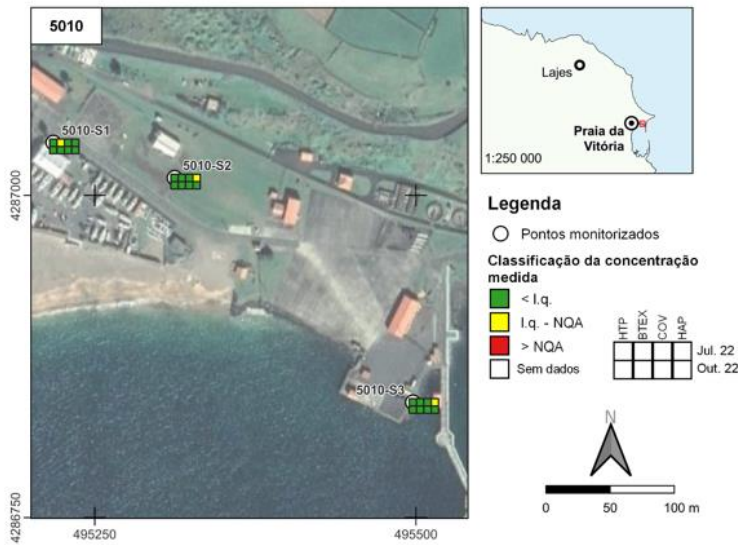 5010
5010-S1
5010-S2
5010-S3
4287000
4286750
495250
495500
Lajes
Praia da
Vitória
1:250 000
Legenda
Pontos monitorizados
Classificação da concentração
medida
< l.q.
l.q. - NQA
> NQA
Sem dados
HTP
BTEX
COV
HAP
Jul. 22
Out. 22
N
0 50 100 m